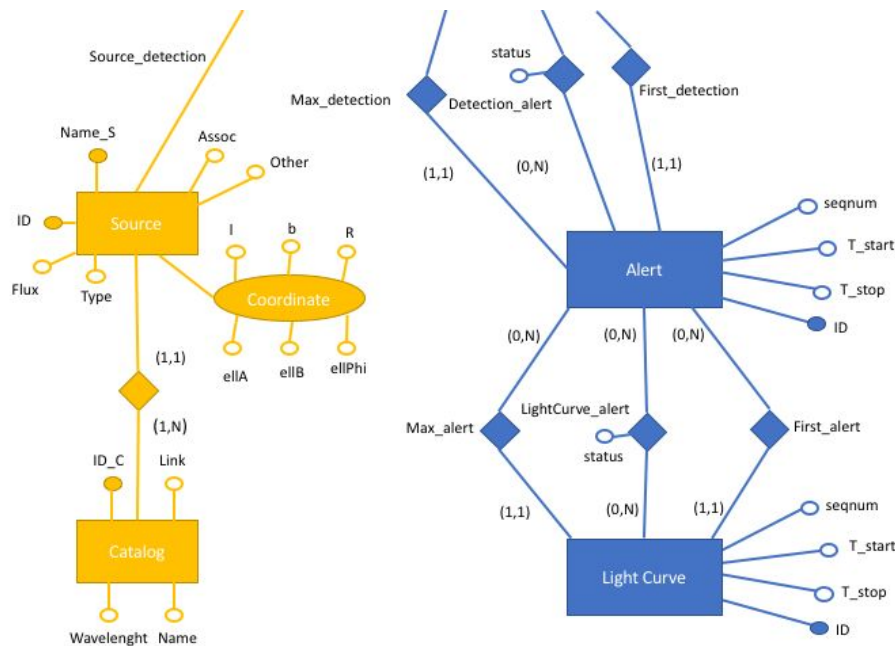 Source_detection
Name_S
Assoc
Other
ID
Source
Flux
Type
l
b
R
Coordinate
ellA
ellB
ellPhi
(1,1)
(1,N)
ID_C
Link
Catalog
Wavelenght
Name
status
Max_detection
Detection_alert
First_detection
(1,1)
(0,N)
(1,1)
seqnum
T_start
Alert
T_stop
ID
(0,N)
(0,N)
(0,N)
LightCurve_alert
Max_alert
First_alert
status
(1,1)
(0,N)
(1,1)
seqnum
T_start
Light Curve
T_stop
ID